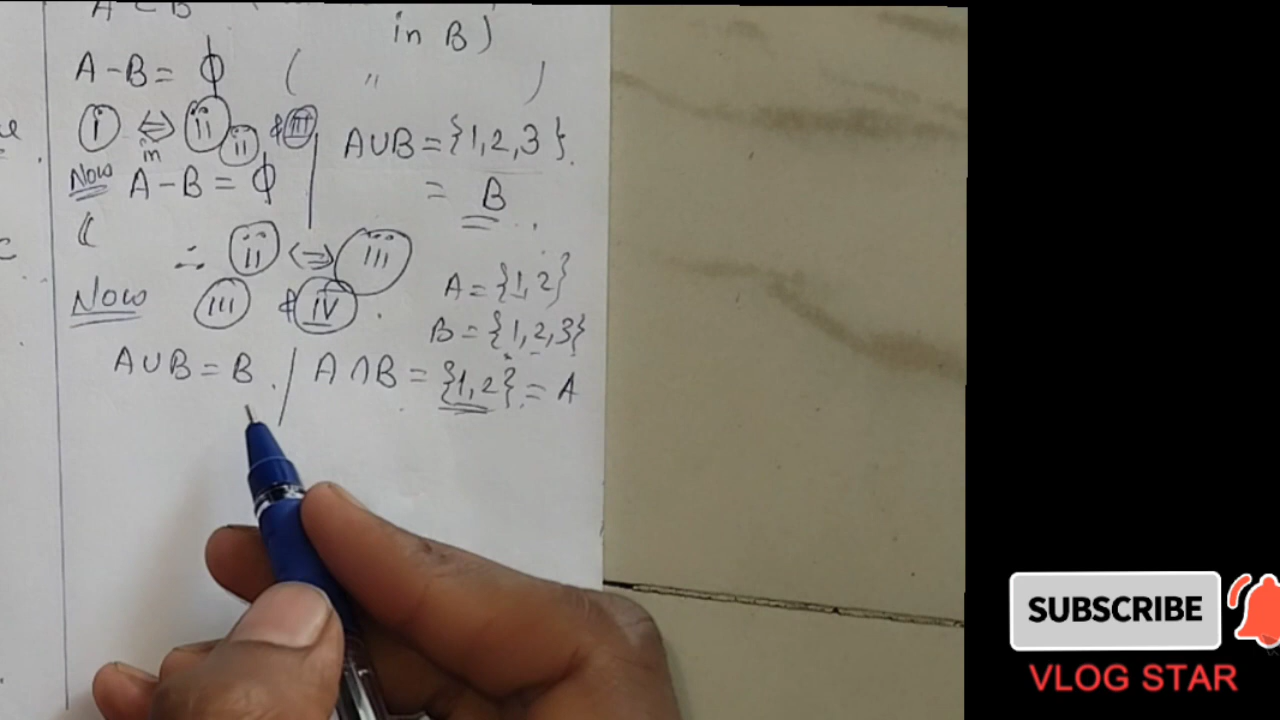 A ⊂ B (
in B)
A-B = ϕ ( " )
(i) ⇔ (ii) & (iii)
in (ii)
Now A-B = ϕ
(
∴ (ii) ⇔ (iii)
Now (iii) & (iv).
A∪B = B. / A∩B = {1,2}. = A
A∪B = {1,2,3}.
= B
A = {1,2}
B = {1,2,3}
SUBSCRIBE
VLOG STAR